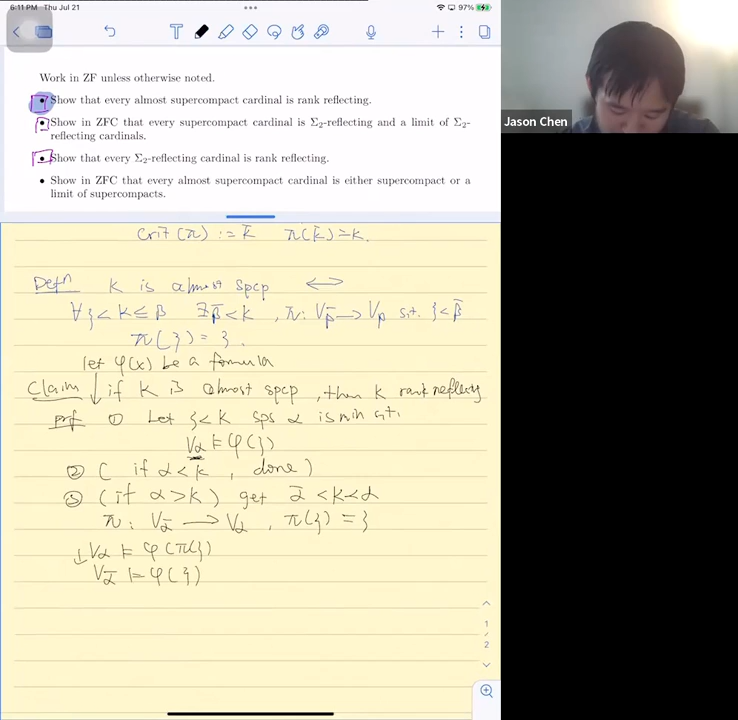 6:11 PM Thu Jul 21
97%
Work in ZF unless otherwise noted.
• Show that every almost supercompact cardinal is rank reflecting.
• Show in ZFC that every supercompact cardinal is Σ₂-reflecting and a limit of Σ₂-
reflecting cardinals.
• Show that every Σ₂-reflecting cardinal is rank reflecting.
• Show in ZFC that every almost supercompact cardinal is either supercompact or a
limit of supercompacts.
Jason Chen
crit(π) := κ̄ π(κ̄) = κ.
Defn κ is almost spcp ⟺
∀ξ < κ ≤ β ∃β̄ < κ, π: V_β̄ → V_β s.t. ξ < β̄
π(ξ) = ξ.
let φ(x) be a formula
Claim ↓ if κ is almost spcp, then κ rank reflecting
prf ① Let ξ < κ sps α is min s.t.
V_α ⊨ φ(ξ)
② ( if α < κ, done)
③ (if α > κ) get ᾱ < κ < α
π: V_ᾱ → V_α, π(ξ) = ξ
↓ V_α ⊨ φ(π(ξ))
V_ᾱ ⊨ φ(ξ)
1
/
2